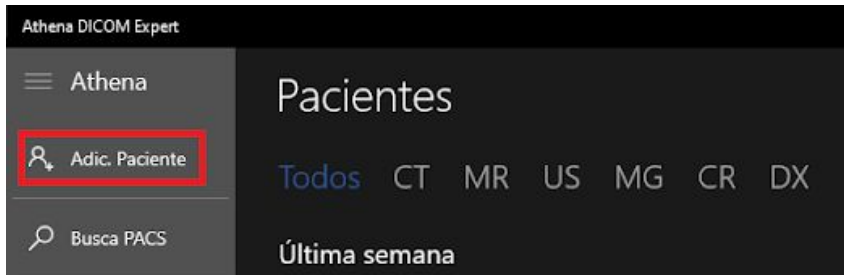 Athena DICOM Expert
Athena
Adic. Paciente
Busca PACS
Pacientes
Todos CT MR US MG CR DX
Última semana